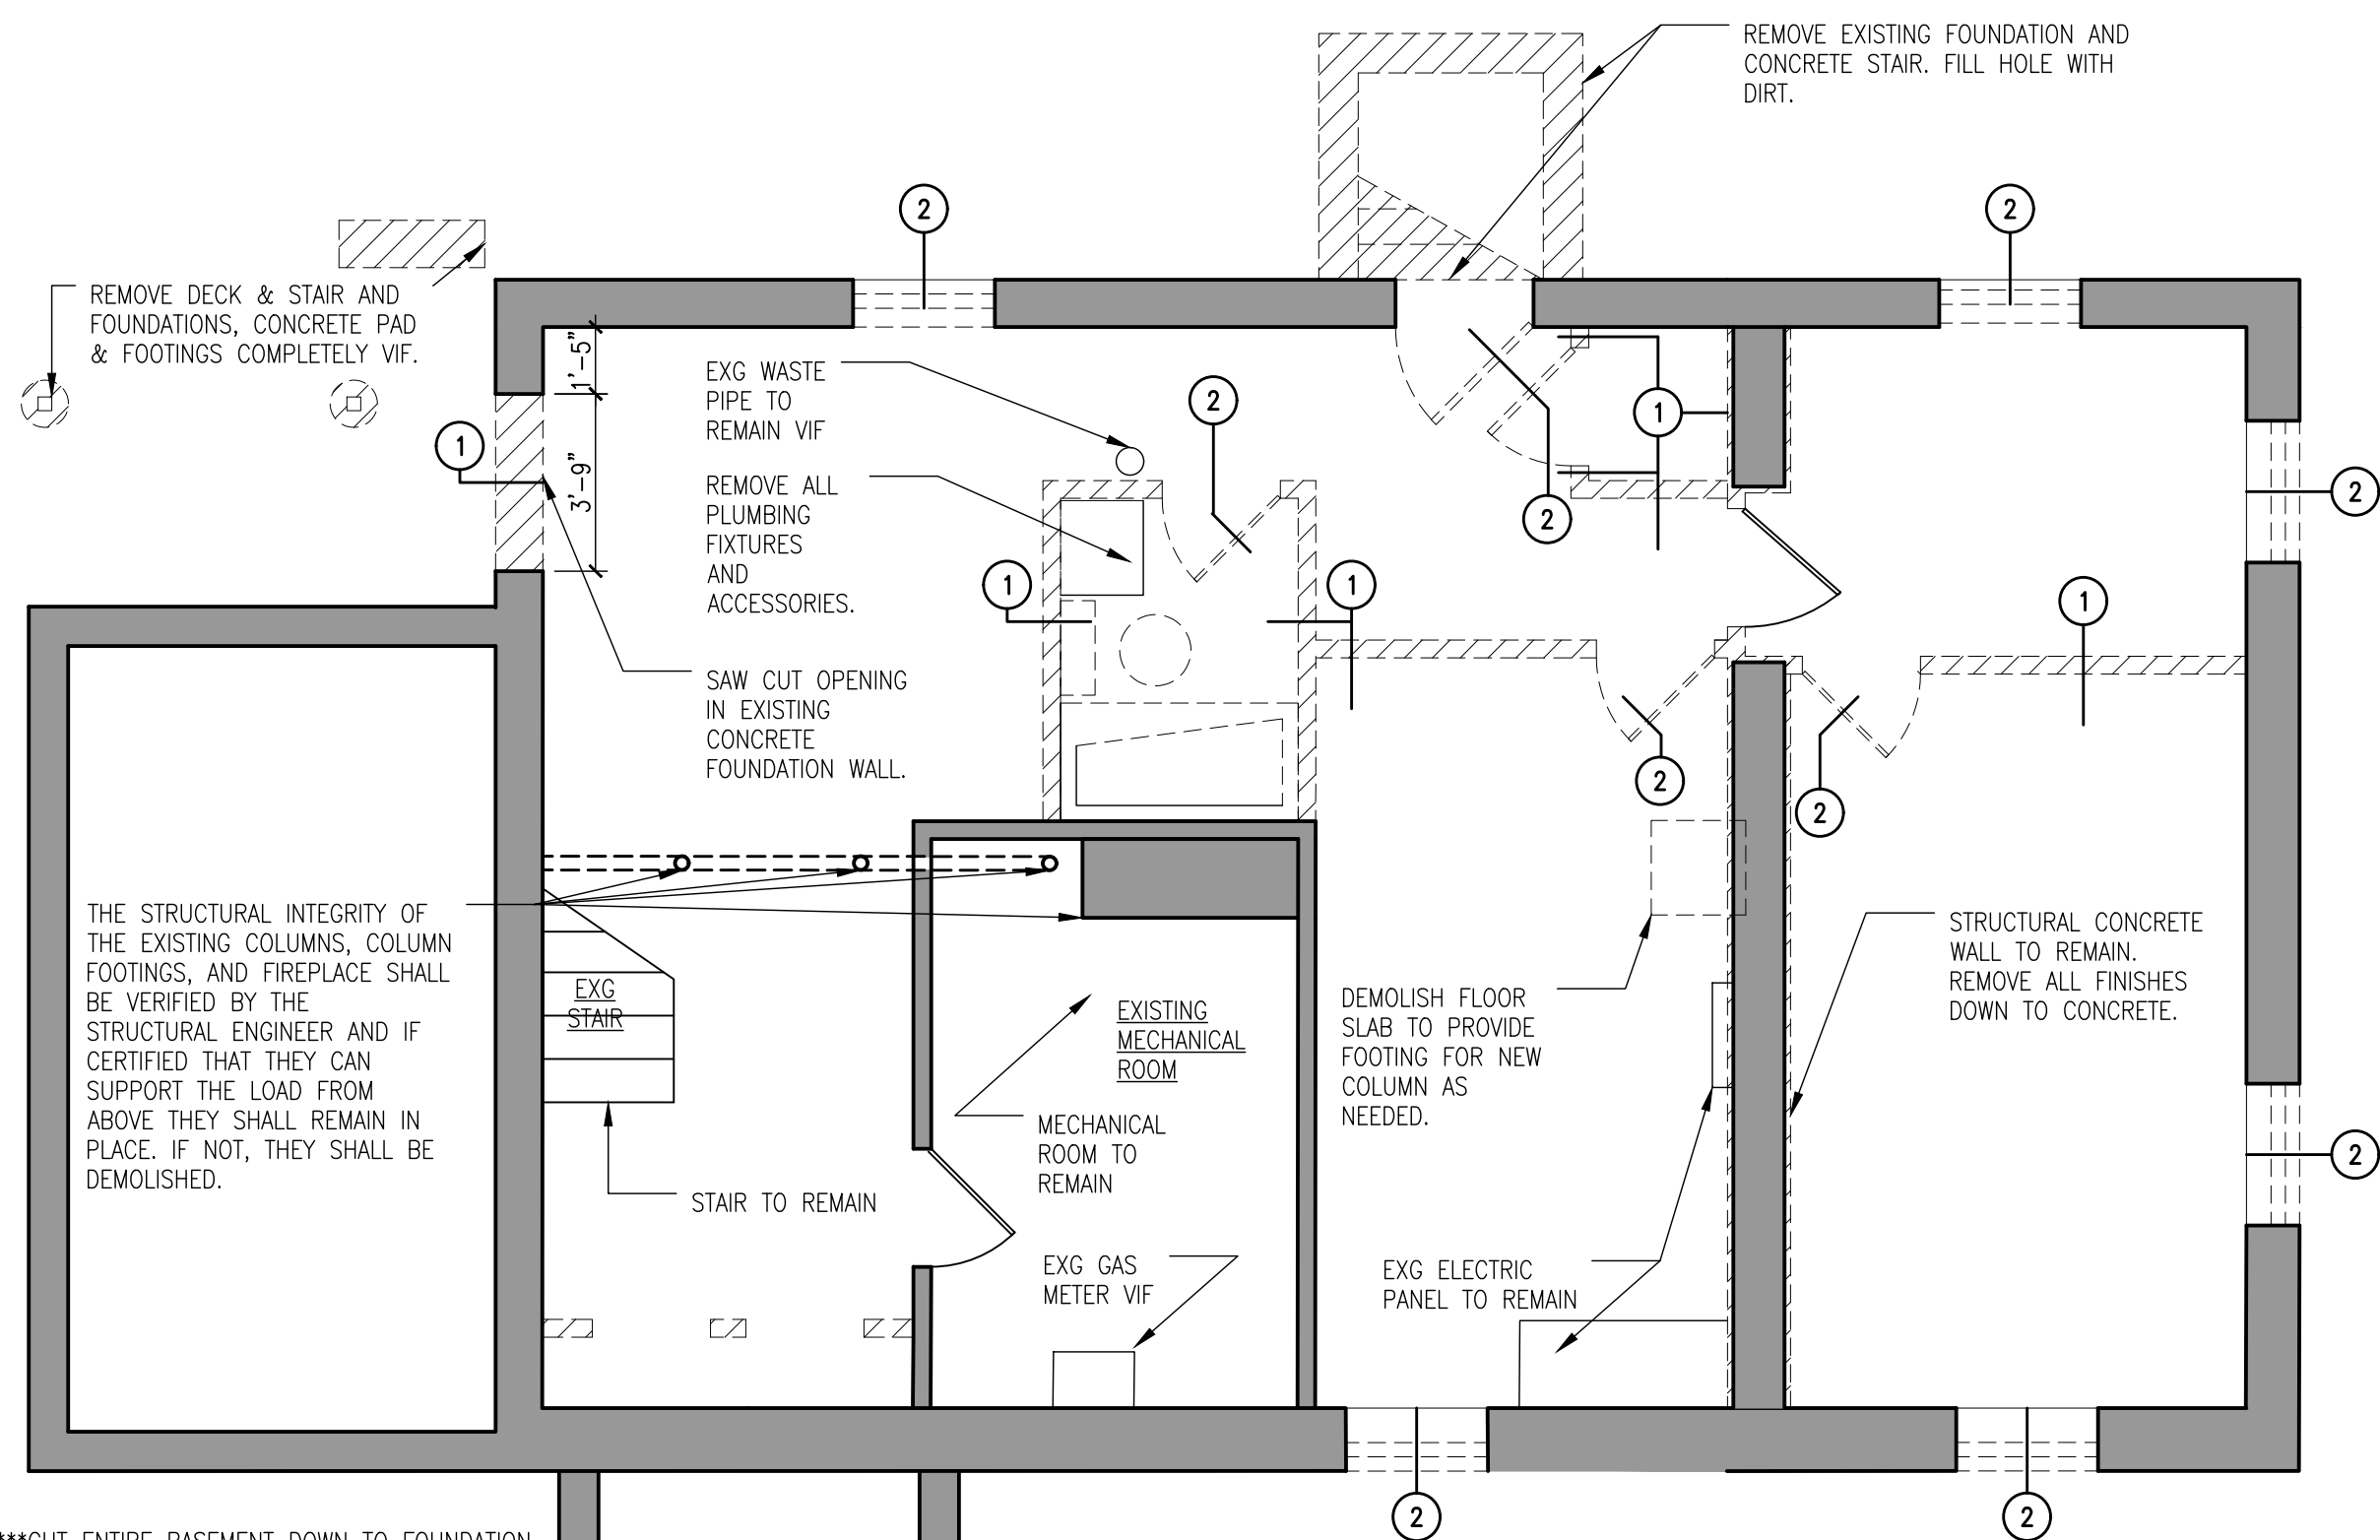 REMOVE EXISTING FOUNDATION AND
CONCRETE STAIR. FILL HOLE WITH
DIRT.
2
2
REMOVE DECK & STAIR AND
FOUNDATIONS, CONCRETE PAD
& FOOTINGS COMPLETELY VIF.
1'-5"
3'-9"
1
EXG WASTE
PIPE TO
REMAIN VIF
REMOVE ALL
PLUMBING
FIXTURES
AND
ACCESSORIES.
SAW CUT OPENING
IN EXISTING
CONCRETE
FOUNDATION WALL.
2
1
2
2
1
1
1
2
2
THE STRUCTURAL INTEGRITY OF
THE EXISTING COLUMNS, COLUMN
FOOTINGS, AND FIREPLACE SHALL
BE VERIFIED BY THE
STRUCTURAL ENGINEER AND IF
CERTIFIED THAT THEY CAN
SUPPORT THE LOAD FROM
ABOVE THEY SHALL REMAIN IN
PLACE. IF NOT, THEY SHALL BE
DEMOLISHED.
EXG
STAIR
STAIR TO REMAIN
EXISTING
MECHANICAL
ROOM
MECHANICAL
ROOM TO
REMAIN
EXG GAS
METER VIF
DEMOLISH FLOOR
SLAB TO PROVIDE
FOOTING FOR NEW
COLUMN AS
NEEDED.
EXG ELECTRIC
PANEL TO REMAIN
STRUCTURAL CONCRETE
WALL TO REMAIN.
REMOVE ALL FINISHES
DOWN TO CONCRETE.
2
2
2
***GUT ENTIRE BASEMENT DOWN TO FOUNDATION